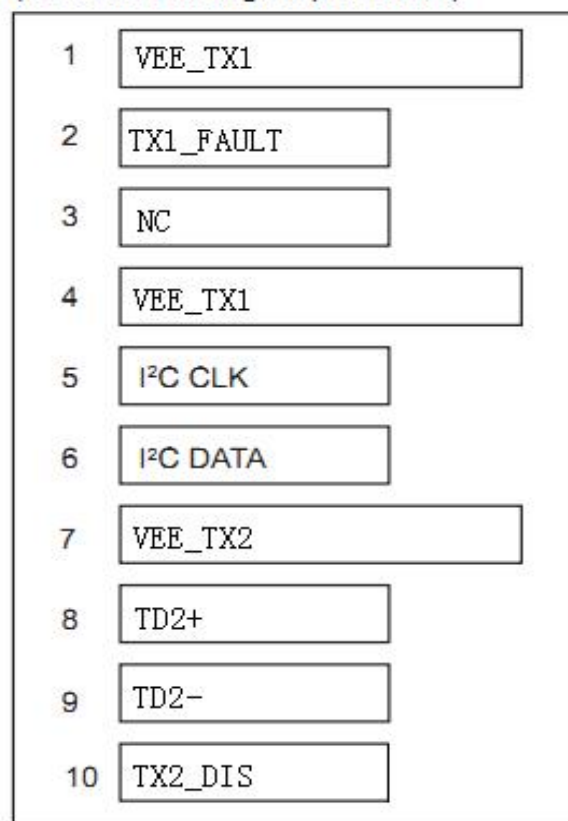 1 VEE_TX1
2 TX1_FAULT
3 NC
4 VEE_TX1
5 I²C CLK
6 I²C DATA
7 VEE_TX2
8 TD2+
9 TD2-
10 TX2_DIS